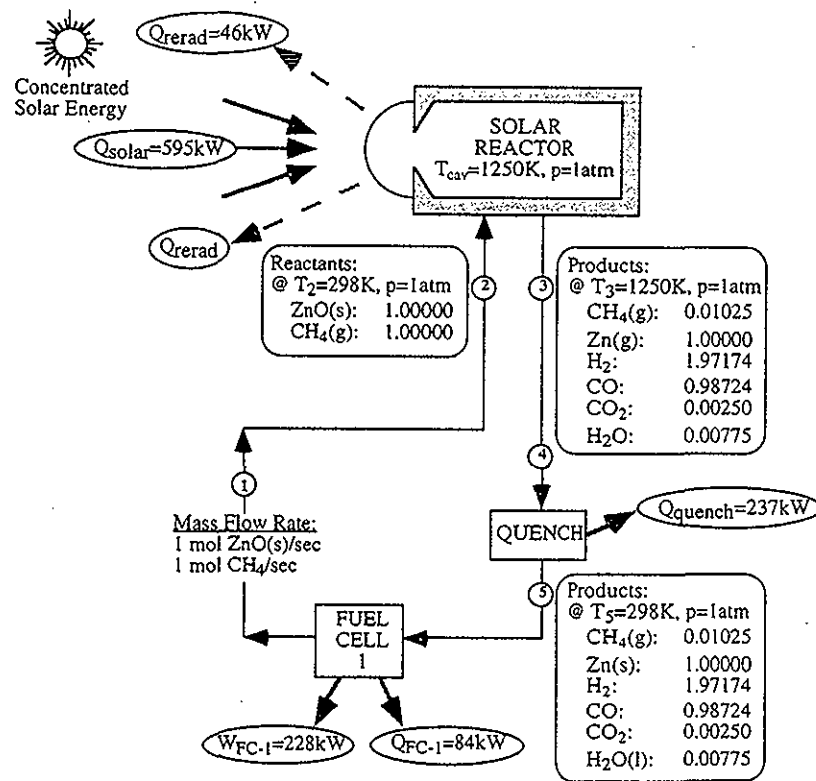 Qrerad=46kW
Concentrated
Solar Energy
Qsolar=595kW
Qrerad
SOLAR
REACTOR
Tcav=1250K, p=1atm
Reactants:
@ T2=298K, p=1atm
ZnO(s): 1.00000
CH4(g): 1.00000
2
3
Products:
@ T3=1250K, p=1atm
CH4(g): 0.01025
Zn(g): 1.00000
H2: 1.97174
CO: 0.98724
CO2: 0.00250
H2O: 0.00775
1
4
Mass Flow Rate:
1 mol ZnO(s)/sec
1 mol CH4/sec
QUENCH
Qquench=237kW
5
Products:
@ T5=298K, p=1atm
CH4(g): 0.01025
Zn(s): 1.00000
H2: 1.97174
CO: 0.98724
CO2: 0.00250
H2O(l): 0.00775
FUEL
CELL
1
WFC-1=228kW
QFC-1=84kW